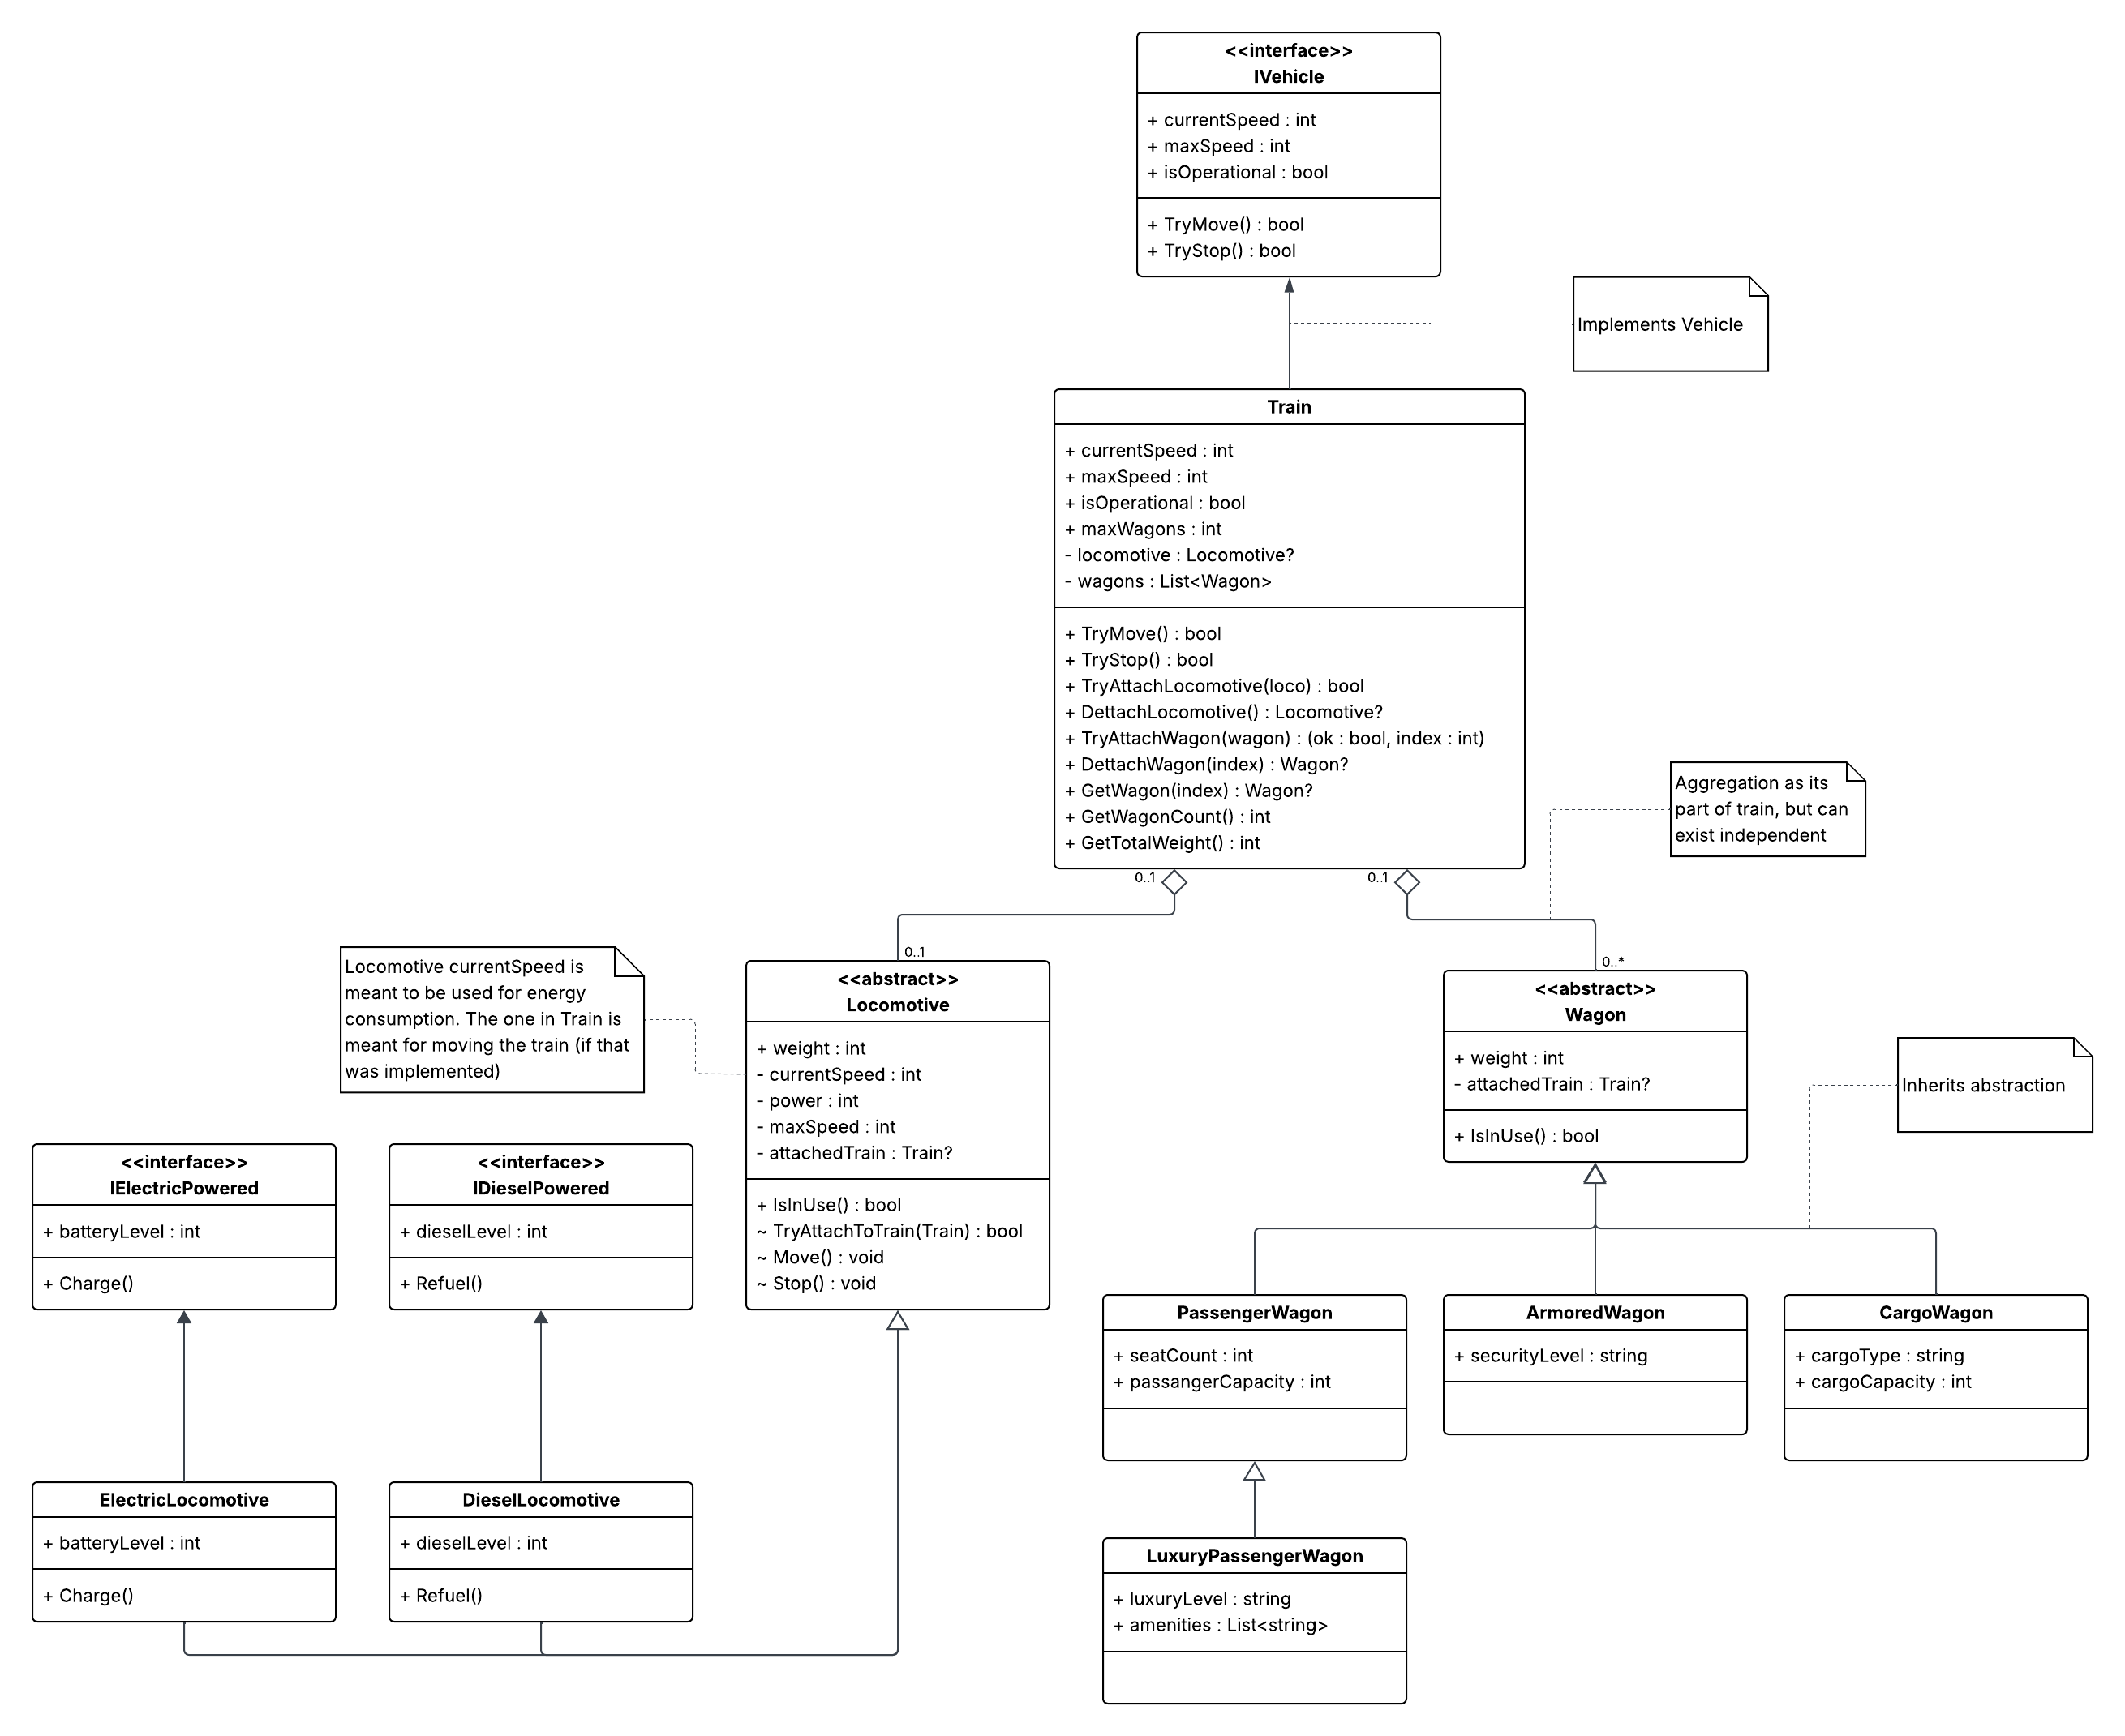 <<interface>>
IVehicle
+ currentSpeed : int
+ maxSpeed : int
+ isOperational : bool
+ TryMove() : bool
+ TryStop() : bool
Implements Vehicle
Train
+ currentSpeed : int
+ maxSpeed : int
+ isOperational : bool
+ maxWagons : int
- locomotive : Locomotive?
- wagons : List<Wagon>
+ TryMove() : bool
+ TryStop() : bool
+ TryAttachLocomotive(loco) : bool
+ DettachLocomotive() : Locomotive?
+ TryAttachWagon(wagon) : (ok : bool, index : int)
+ DettachWagon(index) : Wagon?
+ GetWagon(index) : Wagon?
+ GetWagonCount() : int
+ GetTotalWeight() : int
Aggregation as its
part of train, but can
exist independent
0..1
0..1
0..1
0..*
Locomotive currentSpeed is
meant to be used for energy
consumption. The one in Train is
meant for moving the train (if that
was implemented)
<<abstract>>
Locomotive
+ weight : int
- currentSpeed : int
- power : int
- maxSpeed : int
- attachedTrain : Train?
+ IsInUse() : bool
~ TryAttachToTrain(Train) : bool
~ Move() : void
~ Stop() : void
<<abstract>>
Wagon
+ weight : int
- attachedTrain : Train?
+ IsInUse() : bool
Inherits abstraction
<<interface>>
IElectricPowered
+ batteryLevel : int
+ Charge()
<<interface>>
IDieselPowered
+ dieselLevel : int
+ Refuel()
PassengerWagon
+ seatCount : int
+ passangerCapacity : int
ArmoredWagon
+ securityLevel : string
CargoWagon
+ cargoType : string
+ cargoCapacity : int
ElectricLocomotive
+ batteryLevel : int
+ Charge()
DieselLocomotive
+ dieselLevel : int
+ Refuel()
LuxuryPassengerWagon
+ luxuryLevel : string
+ amenities : List<string>